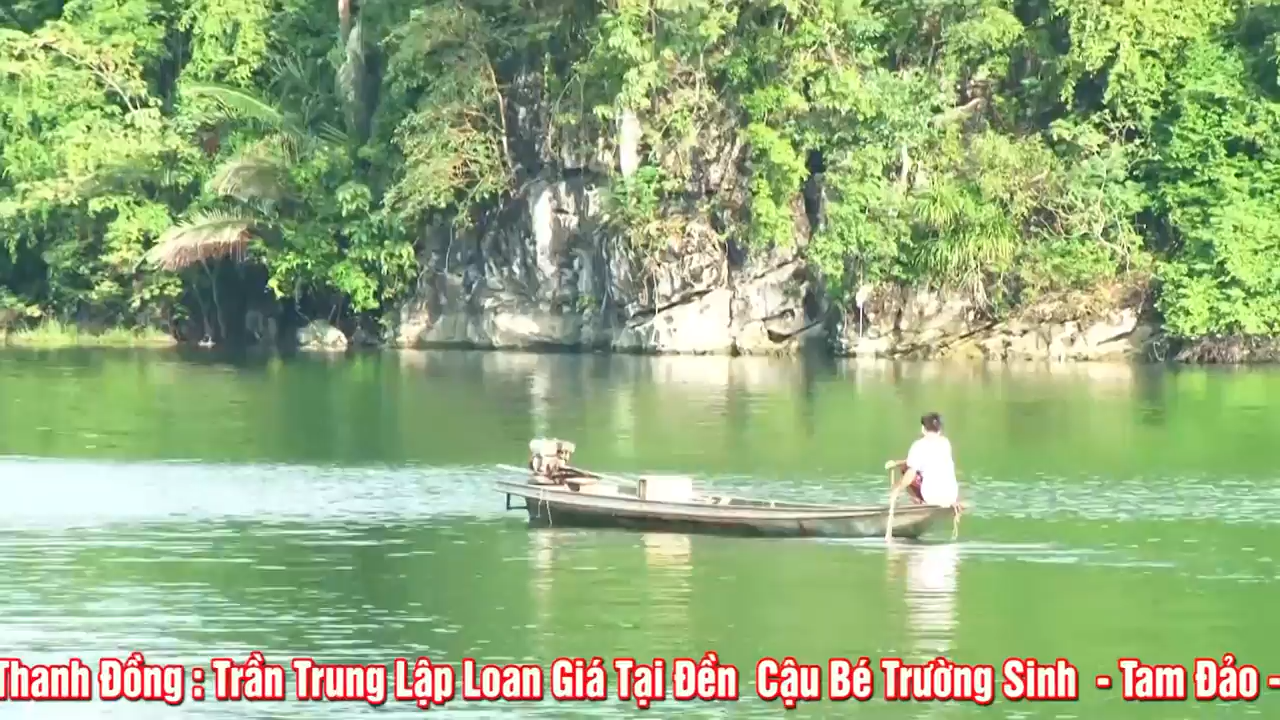 Thanh Đồng : Trần Trung Lập Loan Giá Tại Đền Cậu Bé Trường Sinh - Tam Đảo -